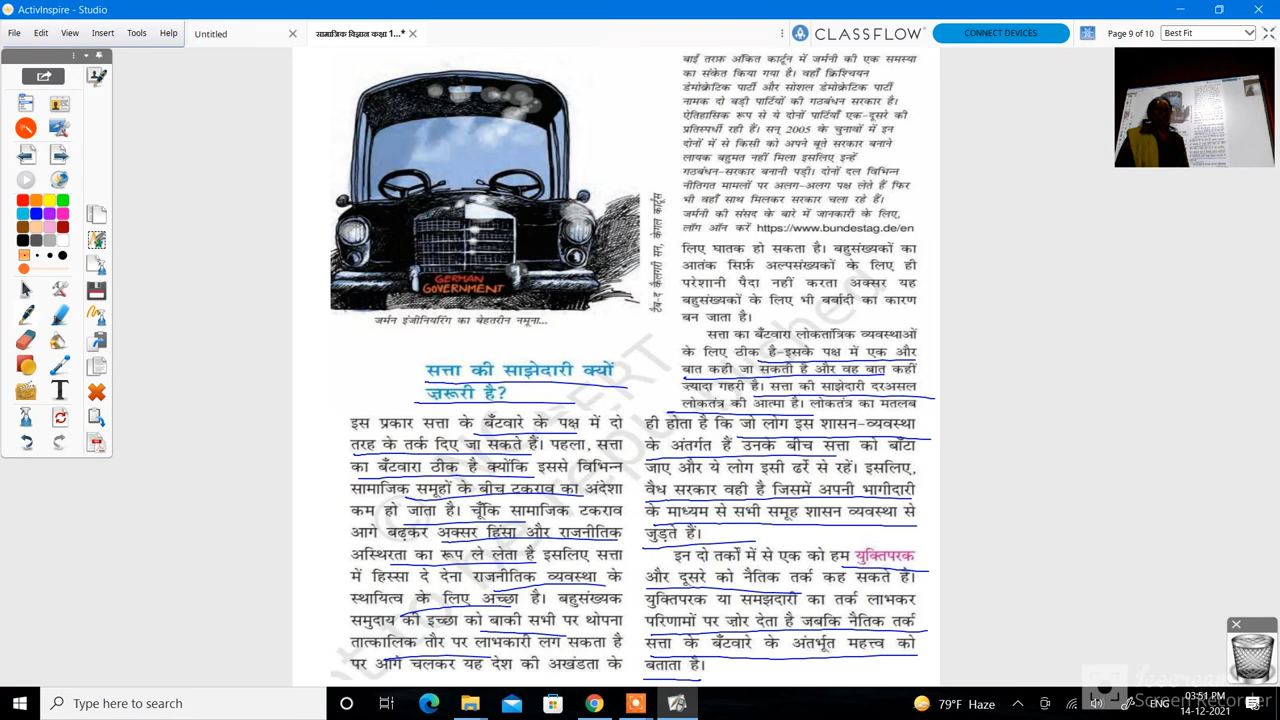 ActivInspire - Studio
File Edit View Insert Tools Help
Untitled
सामाजिक विज्ञान कक्षा 1...*
CLASSFLOW
CONNECT DEVICES
Page 9 of 10
Best Fit
GERMAN
GOVERNMENT
जर्मन इंजीनियरिंग का बेहतरीन नमूना...
सत्ता की साझेदारी क्यों
ज़रूरी है?
इस प्रकार सत्ता के बँटवारे के पक्ष में दो
तरह के तर्क दिए जा सकते हैं। पहला, सत्ता
का बँटवारा ठीक है क्योंकि इससे विभिन्न
सामाजिक समूहों के बीच टकराव का अंदेशा
कम हो जाता है। चूँकि सामाजिक टकराव
आगे बढ़कर अक्सर हिंसा और राजनीतिक
अस्थिरता का रूप ले लेता है इसलिए सत्ता
में हिस्सा दे देना राजनीतिक व्यवस्था के
स्थायित्व के लिए अच्छा है। बहुसंख्यक
समुदाय की इच्छा को बाकी सभी पर थोपना
तात्कालिक तौर पर लाभकारी लग सकता है
पर आगे चलकर यह देश की अखंडता के
बाईं तरफ़ अंकित कार्टून में जर्मनी की एक समस्या
का संकेत किया गया है। वहाँ क्रिश्चियन
डेमोक्रेटिक पार्टी और सोशल डेमोक्रेटिक पार्टी
नामक दो बड़ी पार्टियों की गठबंधन सरकार है।
ऐतिहासिक रूप से ये दोनों पार्टियाँ एक-दूसरे की
प्रतिस्पर्धी रही हैं। सन् 2005 के चुनावों में इन
दोनों में से किसी को अपने बूते सरकार बनाने
लायक बहुमत नहीं मिला इसलिए इन्हें
गठबंधन-सरकार बनानी पड़ी। दोनों दल विभिन्न
नीतिगत मामलों पर अलग-अलग पक्ष लेते हैं फिर
भी वहाँ साथ मिलकर सरकार चला रहे हैं।
जर्मनी की संसद के बारे में जानकारी के लिए,
लॉग ऑन करें https://www.bundestag.de/en
लिए घातक हो सकता है। बहुसंख्यकों का
आतंक सिर्फ़ अल्पसंख्यकों के लिए ही
परेशानी पैदा नहीं करता अक्सर यह
बहुसंख्यकों के लिए भी बर्बादी का कारण
बन जाता है।
सत्ता का बँटवारा लोकतांत्रिक व्यवस्थाओं
के लिए ठीक है-इसके पक्ष में एक और
बात कही जा सकती है और वह बात कहीं
ज़्यादा गहरी है। सत्ता की साझेदारी दरअसल
लोकतंत्र की आत्मा है। लोकतंत्र का मतलब
ही होता है कि जो लोग इस शासन-व्यवस्था
के अंतर्गत हैं उनके बीच सत्ता को बाँटा
जाए और ये लोग इसी ढर्रे से रहें। इसलिए,
वैध सरकार वही है जिसमें अपनी भागीदारी
के माध्यम से सभी समूह शासन व्यवस्था से
जुड़ते हैं।
इन दो तर्कों में से एक को हम युक्तिपरक
और दूसरे को नैतिक तर्क कह सकते है।
युक्तिपरक या समझदारी का तर्क लाभकर
परिणामों पर ज़ोर देता है जबकि नैतिक तर्क
सत्ता के बँटवारे के अंतर्भूत महत्त्व को
बताता है।
Type here to search
79°F Haze
ENG
03:51 PM
14-12-2021